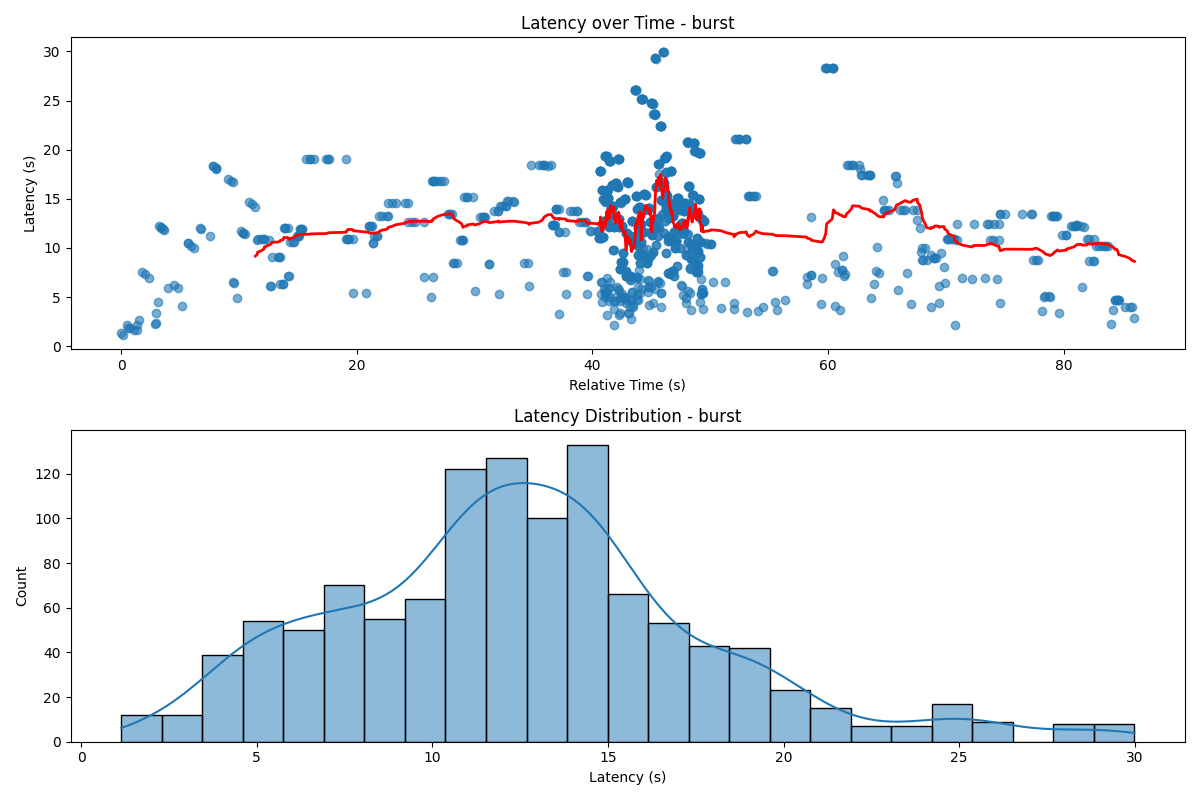 Latency over Time - burst
30
25
20
15
10
5
0
Latency (s)
0 20 40 60 80
Relative Time (s)
Latency Distribution - burst
120
100
80
60
40
20
0
Count
0 5 10 15 20 25 30
Latency (s)